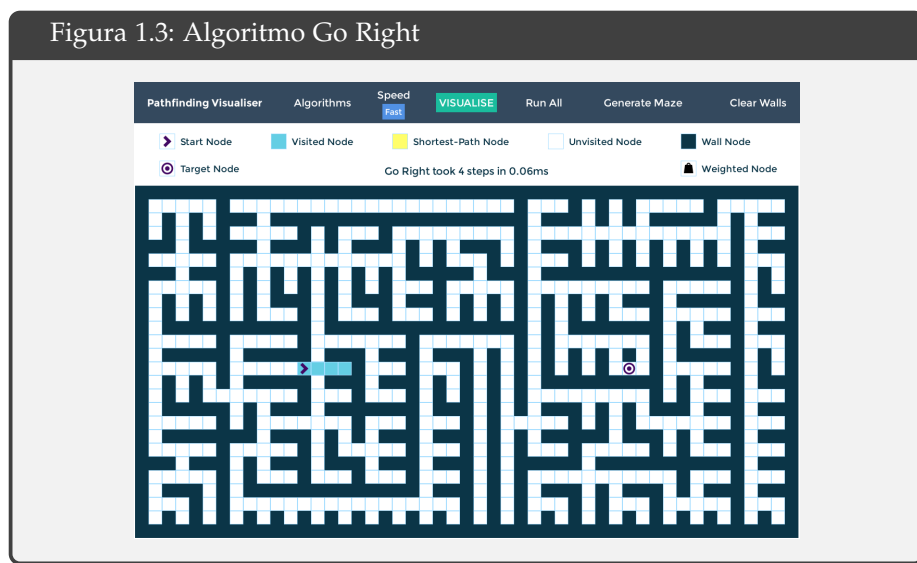 Figura 1.3: Algoritmo Go Right
Pathfinding Visualiser Algorithms Speed Fast VISUALISE Run All Generate Maze Clear Walls
Start Node Visited Node Shortest-Path Node Unvisited Node Wall Node
Target Node Go Right took 4 steps in 0.06ms Weighted Node